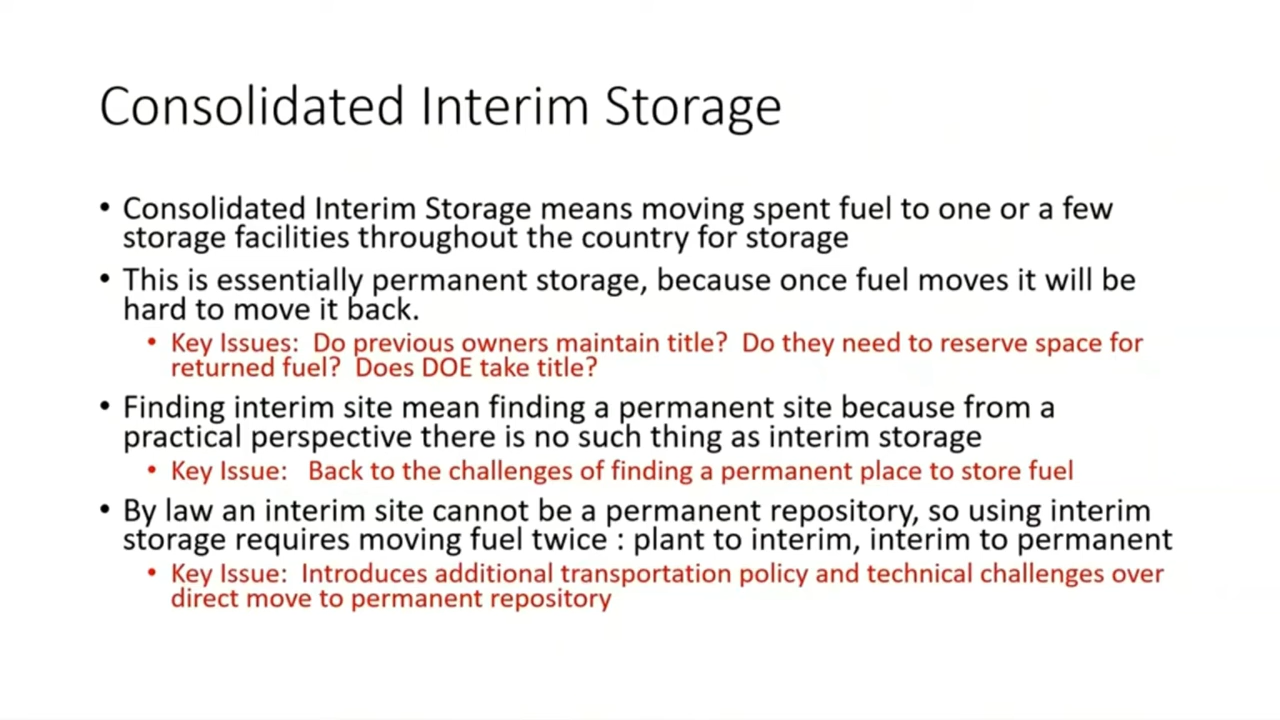 Consolidated Interim Storage
• Consolidated Interim Storage means moving spent fuel to one or a few
storage facilities throughout the country for storage
• This is essentially permanent storage, because once fuel moves it will be
hard to move it back.
• Key Issues:  Do previous owners maintain title?  Do they need to reserve space for
returned fuel?  Does DOE take title?
• Finding interim site mean finding a permanent site because from a
practical perspective there is no such thing as interim storage
• Key Issue:   Back to the challenges of finding a permanent place to store fuel
• By law an interim site cannot be a permanent repository, so using interim
storage requires moving fuel twice : plant to interim, interim to permanent
• Key Issue:  Introduces additional transportation policy and technical challenges over
direct move to permanent repository